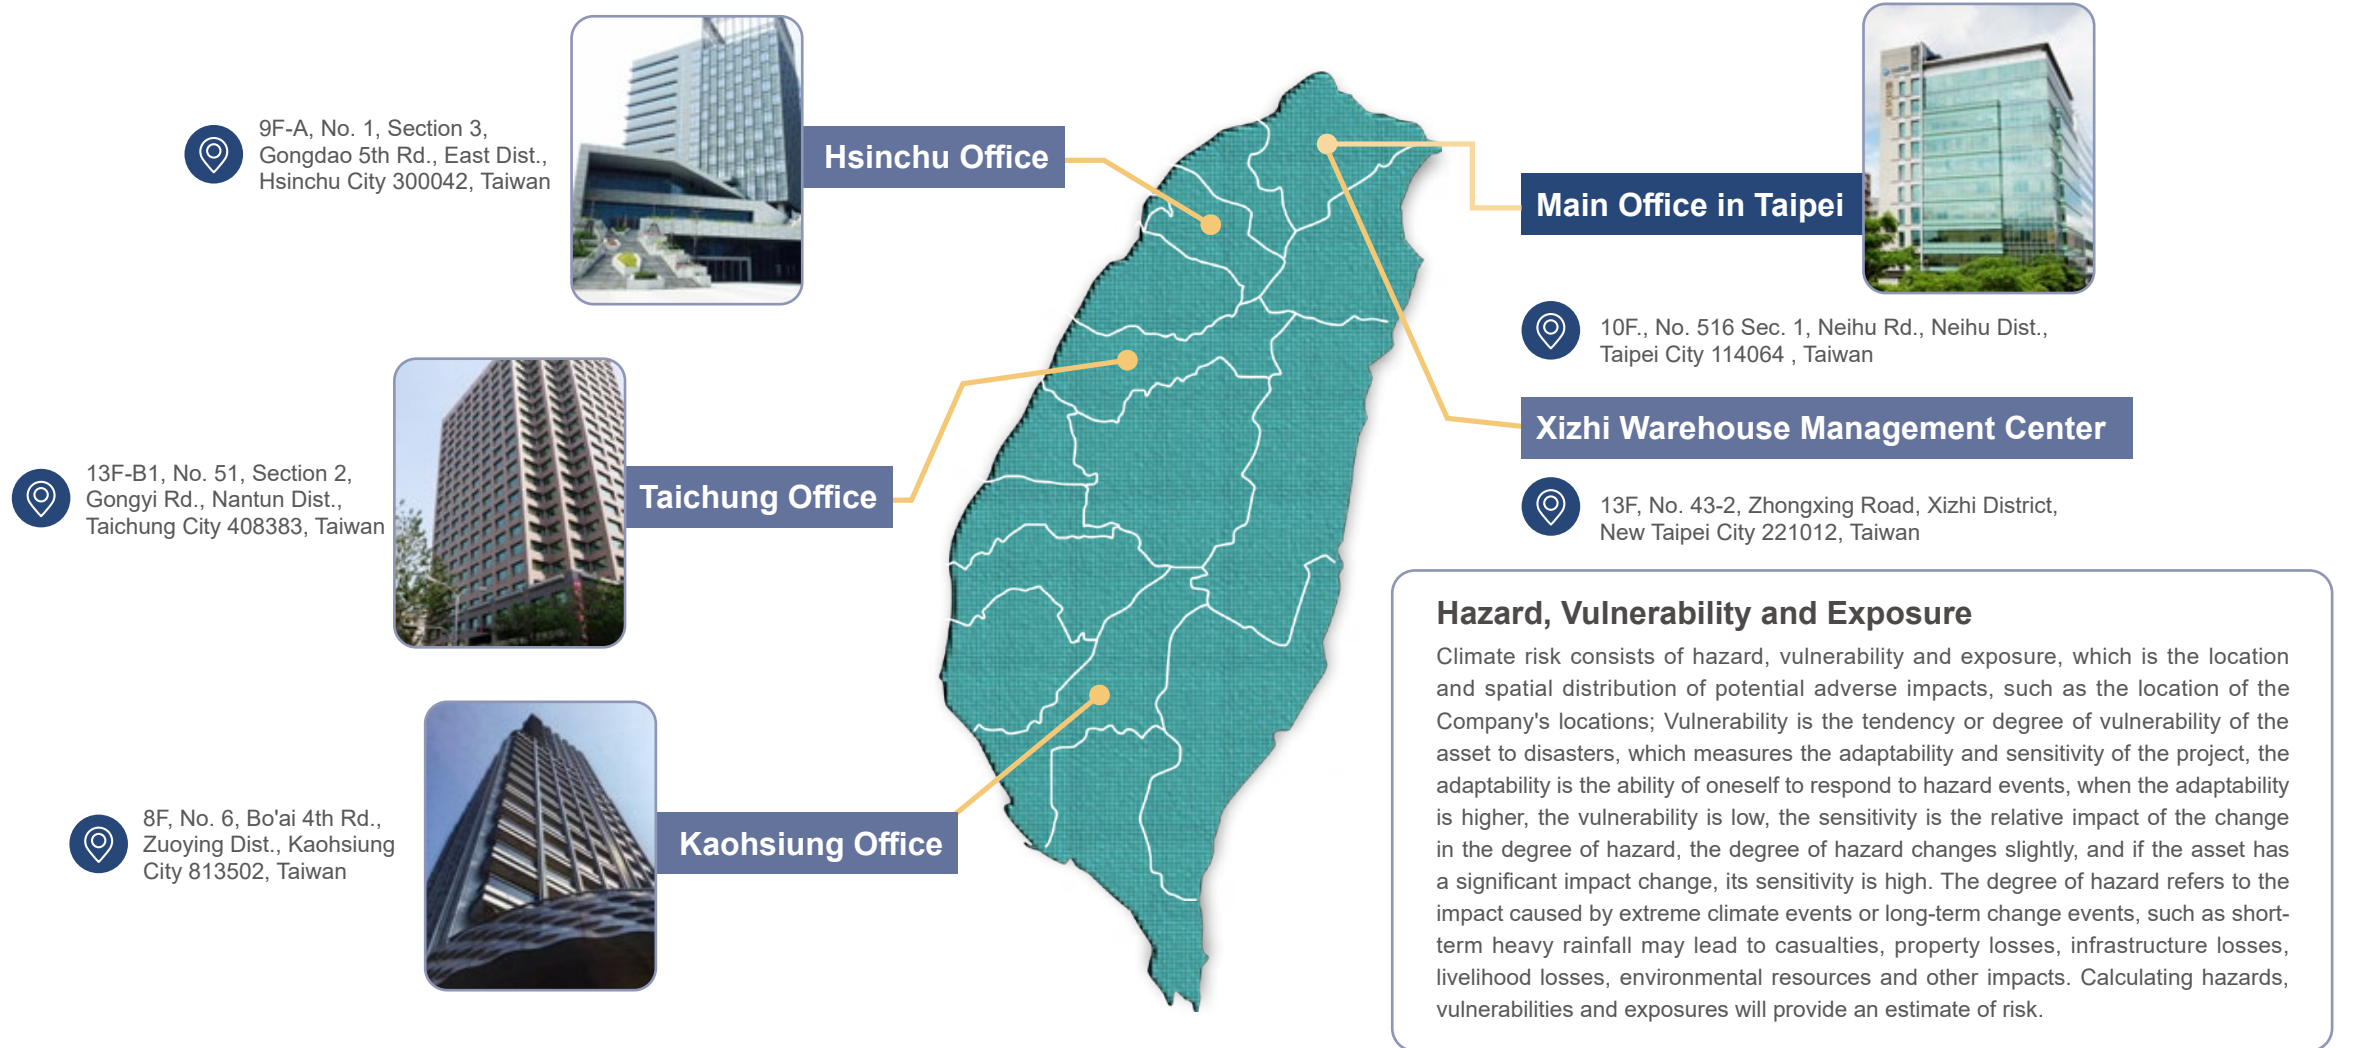 9F-A, No. 1, Section 3,
Gongdao 5th Rd., East Dist.,
Hsinchu City 300042, Taiwan
Hsinchu Office
Main Office in Taipei
10F., No. 516 Sec. 1, Neihu Rd., Neihu Dist.,
Taipei City 114064 , Taiwan
13F-B1, No. 51, Section 2,
Gongyi Rd., Nantun Dist.,
Taichung City 408383, Taiwan
Taichung Office
Xizhi Warehouse Management Center
13F, No. 43-2, Zhongxing Road, Xizhi District,
New Taipei City 221012, Taiwan
8F, No. 6, Bo'ai 4th Rd.,
Zuoying Dist., Kaohsiung
City 813502, Taiwan
Kaohsiung Office
Hazard, Vulnerability and Exposure
Climate risk consists of hazard, vulnerability and exposure, which is the location
and spatial distribution of potential adverse impacts, such as the location of the
Company's locations; Vulnerability is the tendency or degree of vulnerability of the
asset to disasters, which measures the adaptability and sensitivity of the project, the
adaptability is the ability of oneself to respond to hazard events, when the adaptability
is higher, the vulnerability is low, the sensitivity is the relative impact of the change
in the degree of hazard, the degree of hazard changes slightly, and if the asset has
a significant impact change, its sensitivity is high. The degree of hazard refers to the
impact caused by extreme climate events or long-term change events, such as short-
term heavy rainfall may lead to casualties, property losses, infrastructure losses,
livelihood losses, environmental resources and other impacts. Calculating hazards,
vulnerabilities and exposures will provide an estimate of risk.